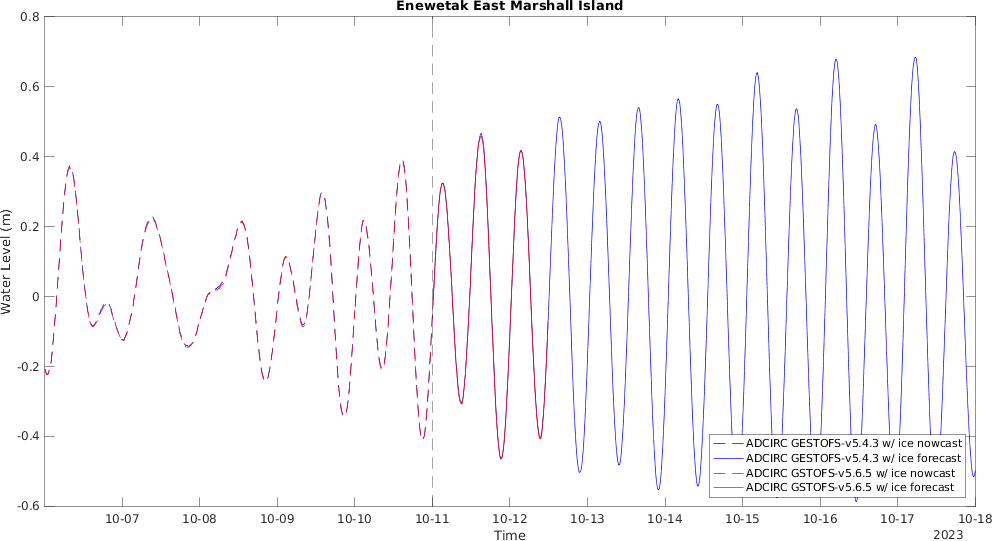 Enewetak East Marshall Island
Water Level (m)
0.8
0.6
0.4
0.2
0
-0.2
-0.4
-0.6
ADCIRC GESTOFS-v5.4.3 w/ ice nowcast
ADCIRC GESTOFS-v5.4.3 w/ ice forecast
ADCIRC GSTOFS-v5.6.5 w/ ice nowcast
ADCIRC GSTOFS-v5.6.5 w/ ice forecast
10-07 10-08 10-09 10-10 10-11 10-12 10-13 10-14 10-15 10-16 10-17 10-18
Time
2023